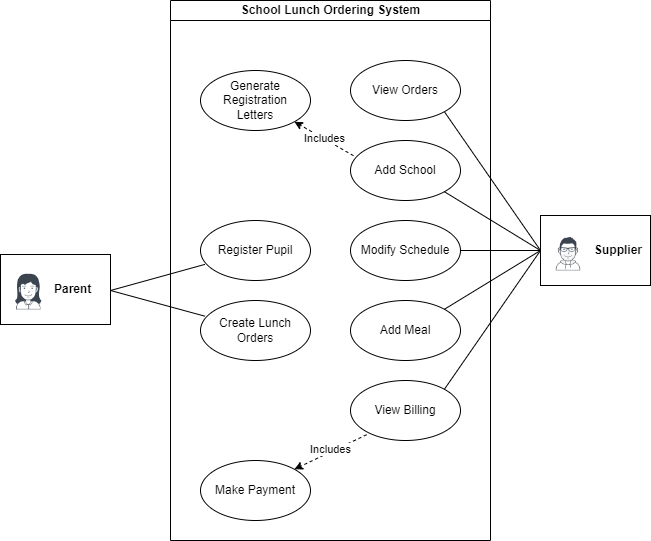 School Lunch Ordering System
Generate
Registration
Letters
View Orders
Includes
Add School
Register Pupil
Modify Schedule
Supplier
Parent
Create Lunch
Orders
Add Meal
View Billing
Includes
Make Payment